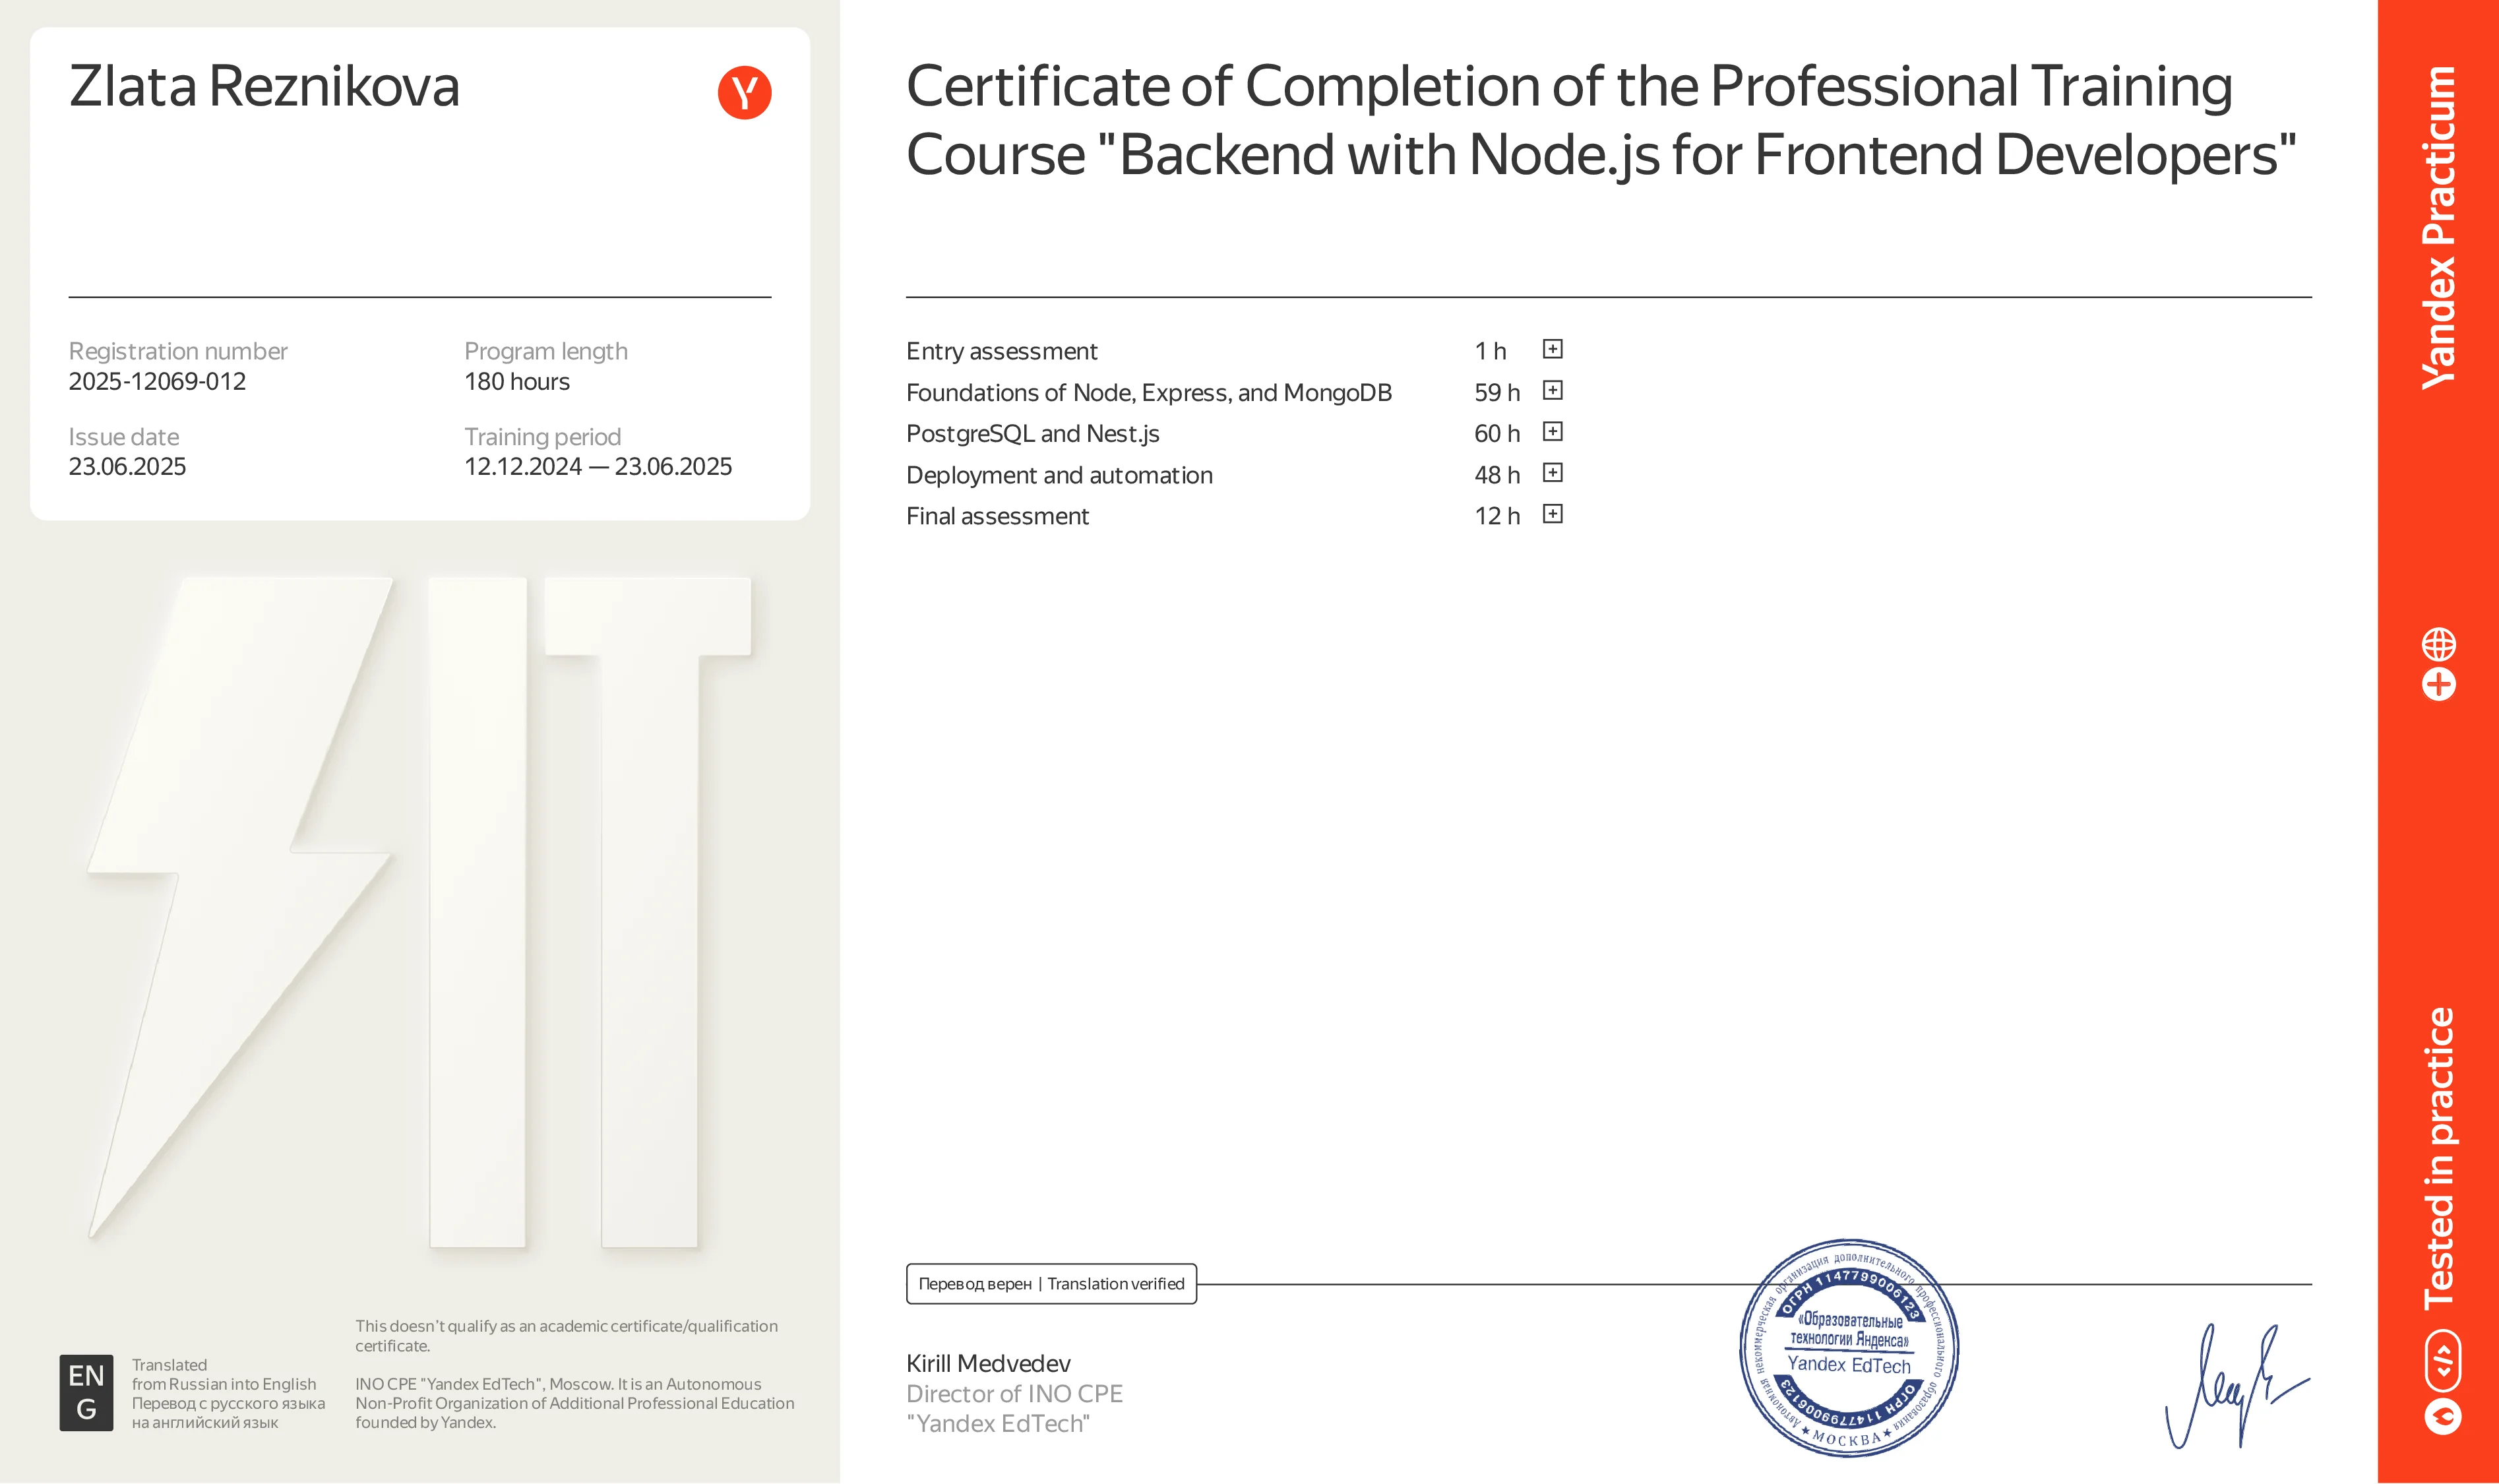 Zlata Reznikova
Y
Registration number
2025-12069-012
Program length
180 hours
Issue date
23.06.2025
Training period
12.12.2024 — 23.06.2025
IT
EN
G
Translated
from Russian into English
Перевод с русского языка
на английский язык
This doesn't qualify as an academic certificate/qualification
certificate.
INO CPE "Yandex EdTech", Moscow. It is an Autonomous
Non-Profit Organization of Additional Professional Education
founded by Yandex.
Certificate of Completion of the Professional Training
Course "Backend with Node.js for Frontend Developers"
Entry assessment 1 h
Foundations of Node, Express, and MongoDB 59 h
PostgreSQL and Nest.js 60 h
Deployment and automation 48 h
Final assessment 12 h
Перевод верен | Translation verified
Kirill Medvedev
Director of INO CPE
"Yandex EdTech"
Автономная некоммерческая организация дополнительного профессионального образования
ОГРН 1147799006123
«Образовательные
технологии Яндекса»
Yandex EdTech
ОГРН 1147799006123
★ МОСКВА ★
Yandex Practicum
Tested in practice